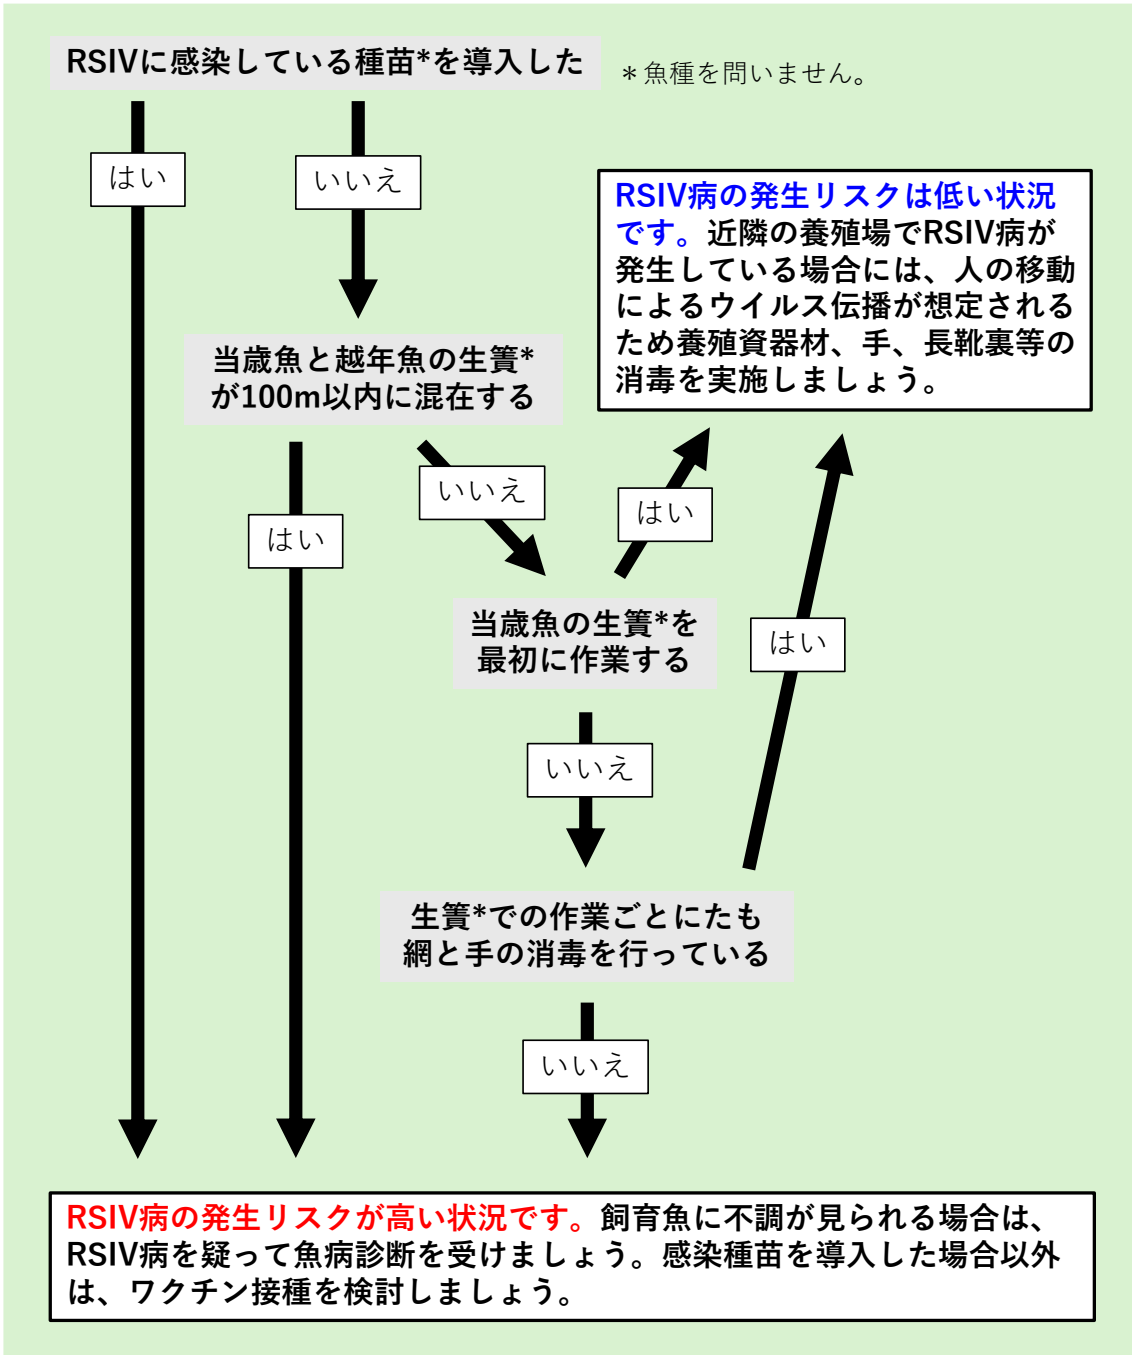 RSIVに感染している種苗*を導入した
＊魚種を問いません。
はい
いいえ
RSIV病の発生リスクは低い状況
です。近隣の養殖場でRSIV病が
発生している場合には、人の移動
によるウイルス伝播が想定される
ため養殖資器材、手、長靴裏等の
消毒を実施しましょう。
当歳魚と越年魚の生簀*
が100m以内に混在する
いいえ
はい
はい
当歳魚の生簀*を
最初に作業する
はい
いいえ
生簀*での作業ごとにたも
網と手の消毒を行っている
いいえ
RSIV病の発生リスクが高い状況です。飼育魚に不調が見られる場合は、
RSIV病を疑って魚病診断を受けましょう。感染種苗を導入した場合以外
は、ワクチン接種を検討しましょう。